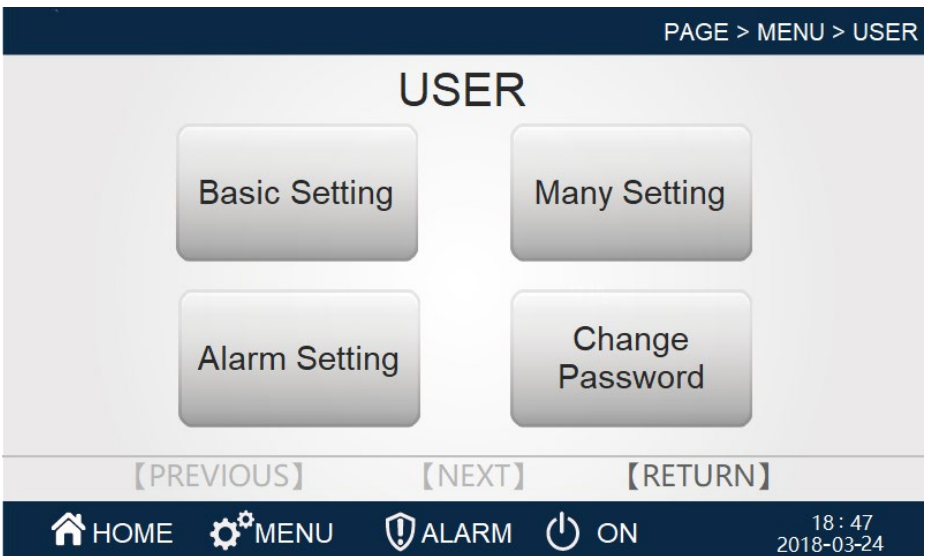 PAGE > MENU > USER
USER
Basic Setting
Many Setting
Alarm Setting
Change
Password
【PREVIOUS】 【NEXT】 【RETURN】
HOME MENU ALARM ON
18:47
2018-03-24